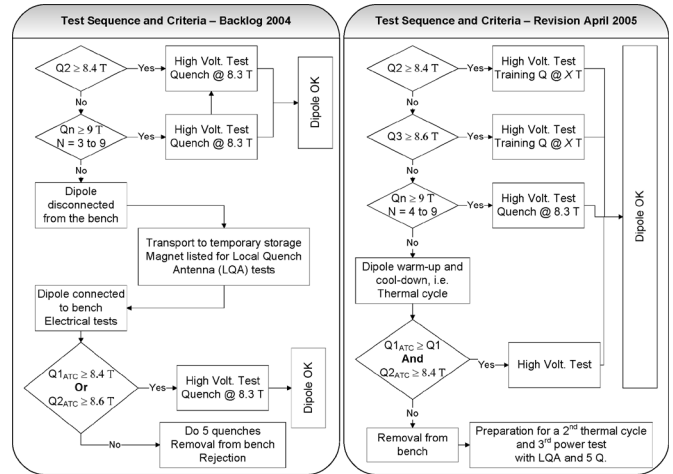 Test Sequence and Criteria – Backlog 2004
Q2 ≥ 8.4 T
Yes
High Volt. Test
Quench @ 8.3 T
No
Qn ≥ 9 T
N = 3 to 9
Yes
High Volt. Test
Quench @ 8.3 T
Dipole OK
No
Dipole
disconnected
from the bench
Transport to temporary storage
Magnet listed for Local Quench
Antenna (LQA) tests
Dipole connected
to bench
Electrical tests
Q1ATC ≥ 8.4 T
Or
Q2ATC ≥ 8.6 T
Yes
High Volt. Test
Quench @ 8.3 T
Dipole OK
No
Do 5 quenches
Removal from bench
Rejection
Test Sequence and Criteria – Revision April 2005
Q2 ≥ 8.4 T
Yes
High Volt. Test
Training Q @ X T
No
Q3 ≥ 8.6 T
Yes
High Volt. Test
Training Q @ X T
No
Qn ≥ 9 T
N = 4 to 9
Yes
High Volt. Test
Quench @ 8.3 T
Dipole OK
No
Dipole warm-up and
cool-down, i.e.
Thermal cycle
Q1ATC ≥ Q1
And
Q2ATC ≥ 8.4 T
Yes
High Volt. Test
No
Removal from
bench
Preparation for a 2nd thermal cycle
and 3rd power test
with LQA and 5 Q.